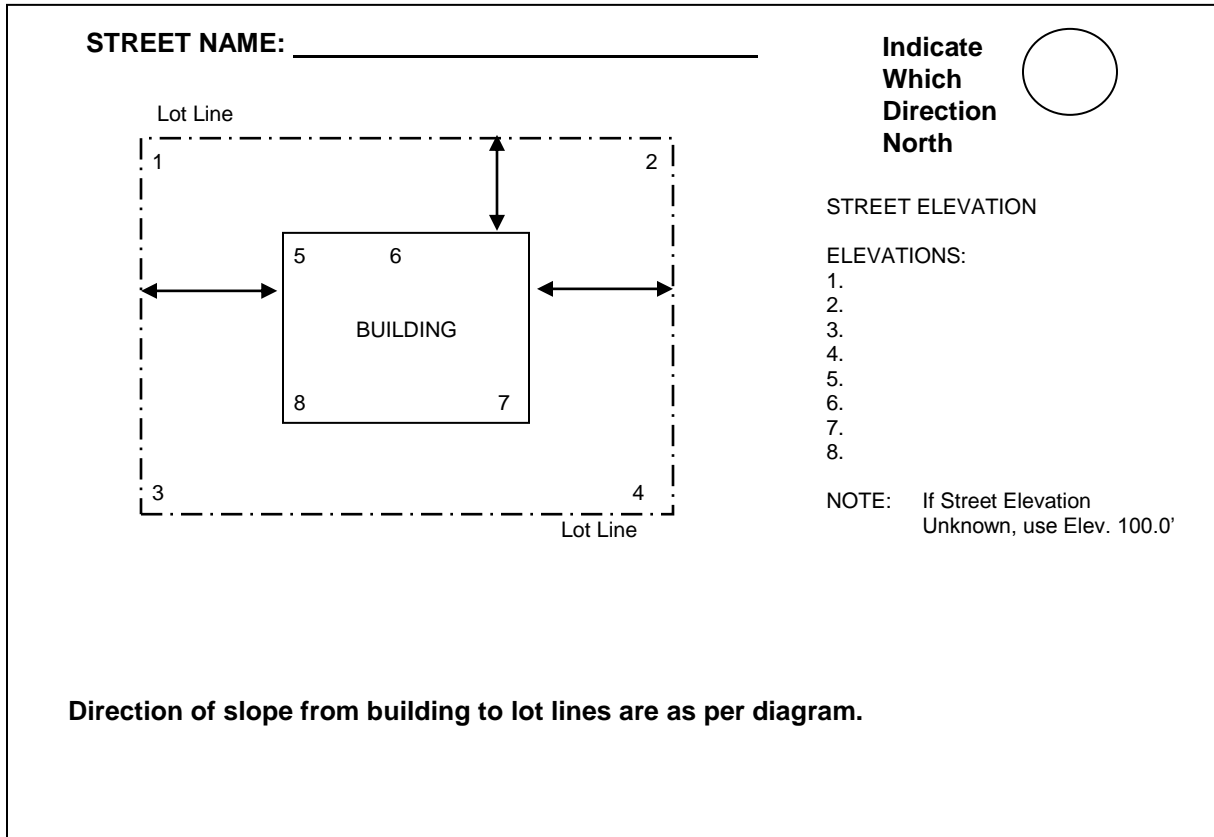 STREET NAME:
Indicate
Which
Direction
North
Lot Line
1 2
5 6
BUILDING
8 7
3 4
Lot Line
STREET ELEVATION
ELEVATIONS:
1.
2.
3.
4.
5.
6.
7.
8.
NOTE: If Street Elevation
Unknown, use Elev. 100.0’
Direction of slope from building to lot lines are as per diagram.